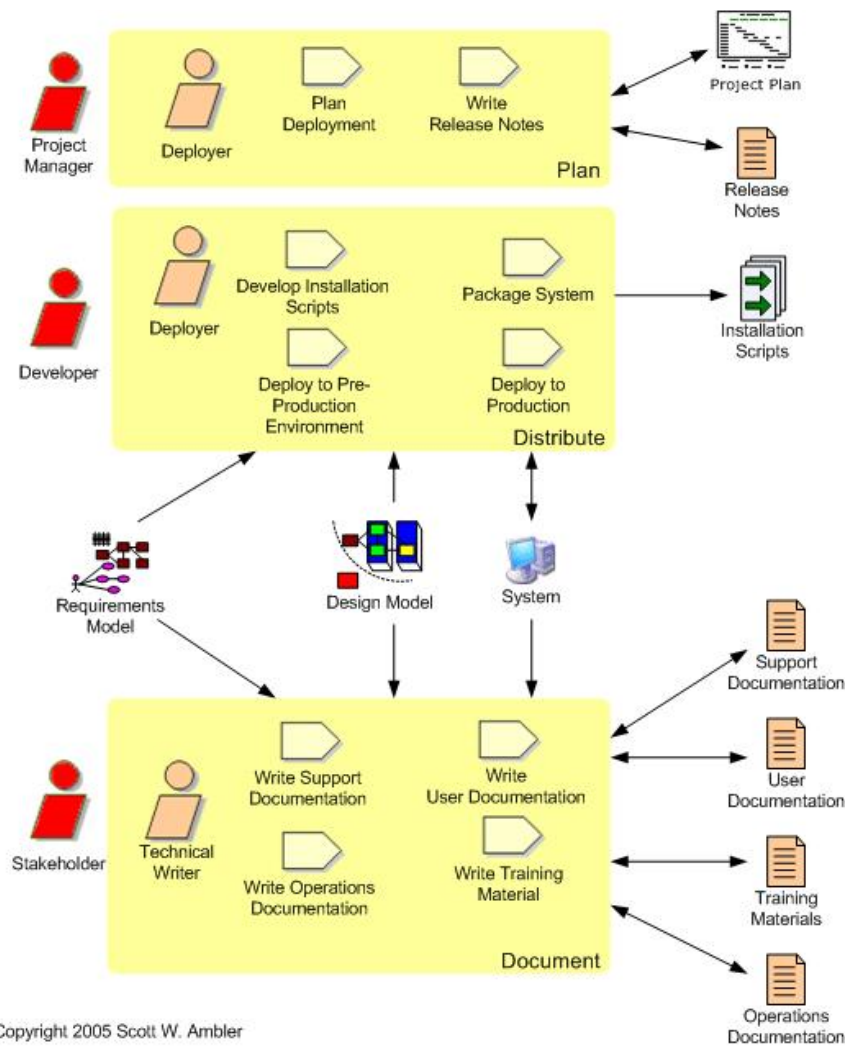 Project
Manager
Deployer
Plan
Deployment
Write
Release Notes
Plan
Project Plan
Release
Notes
Developer
Deployer
Develop Installation
Scripts
Package System
Deploy to Pre-
Production
Environment
Deploy to
Production
Distribute
Installation
Scripts
Requirements
Model
Design Model
System
Stakeholder
Technical
Writer
Write Support
Documentation
Write
User Documentation
Write Operations
Documentation
Write Training
Material
Document
Support
Documentation
User
Documentation
Training
Materials
Operations
Documentation
Copyright 2005 Scott W. Ambler